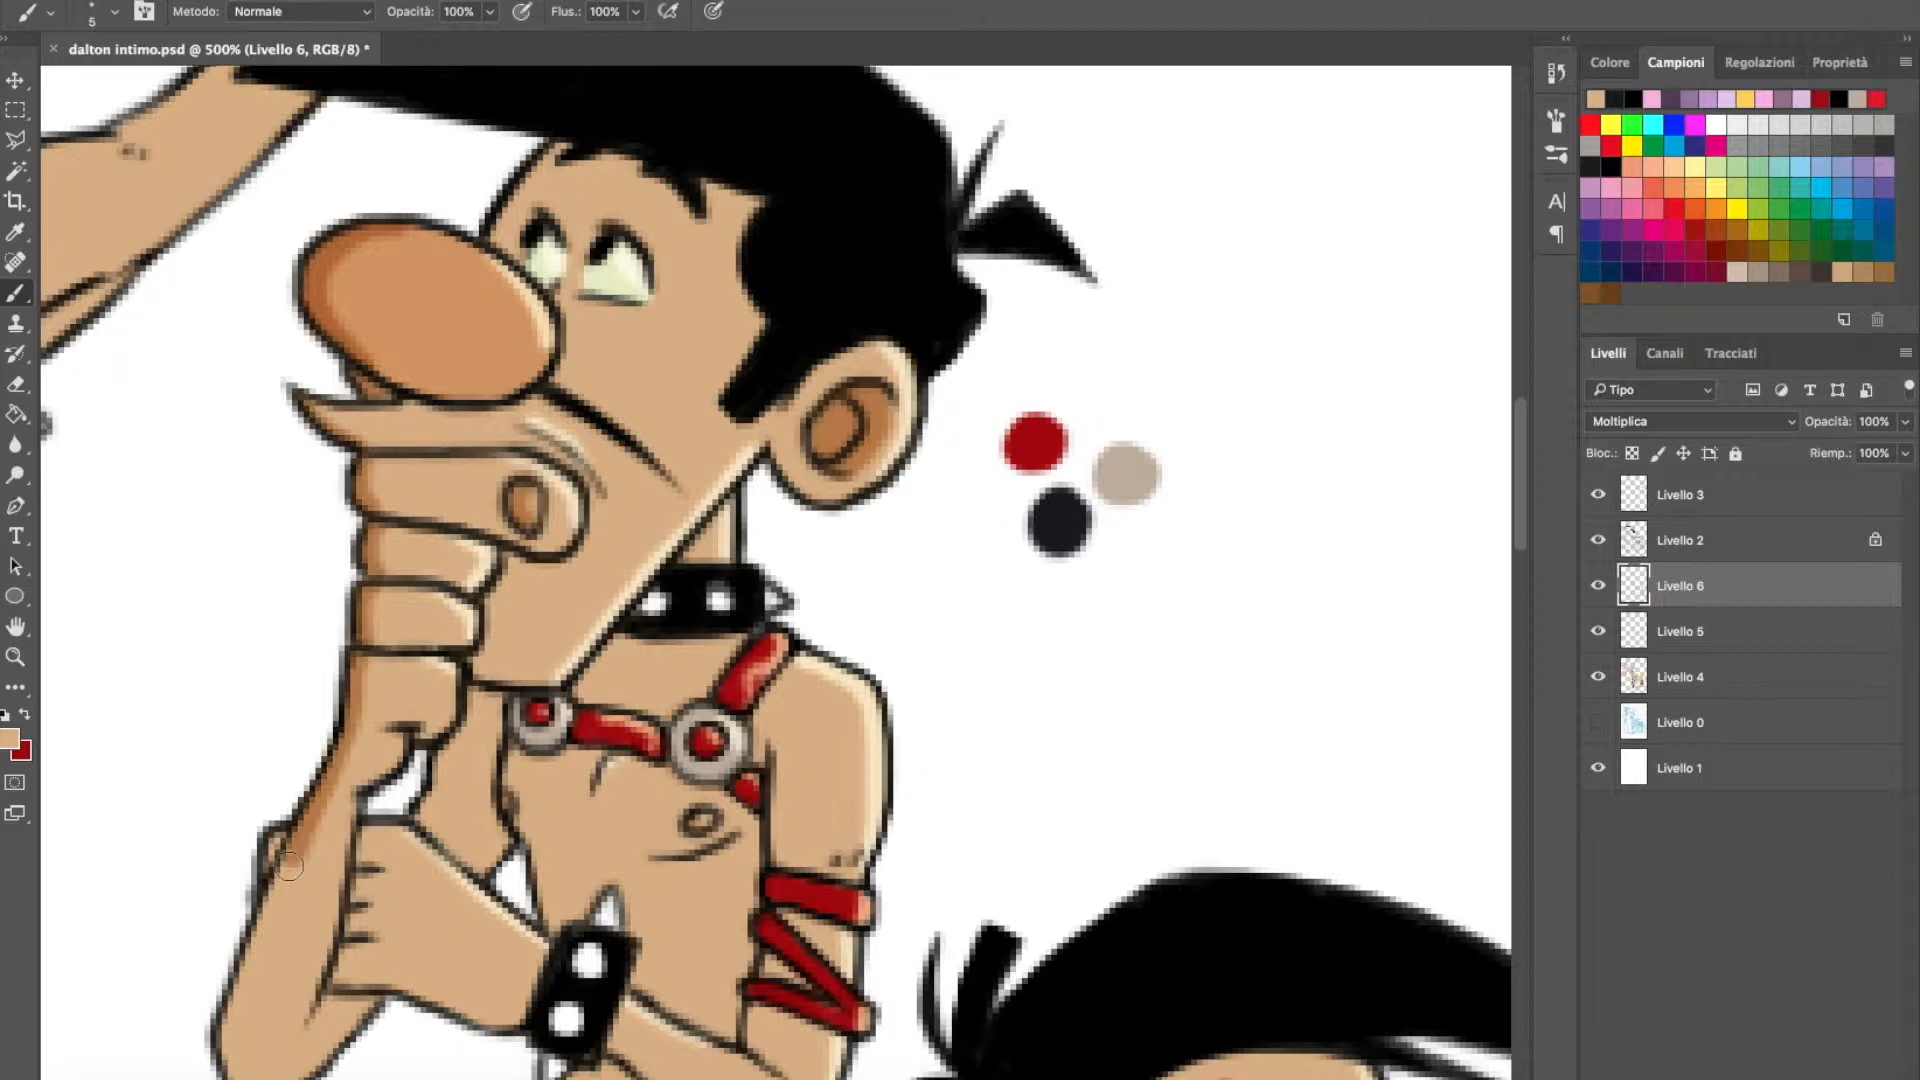 5 Metodo: Normale Opacità: 100% Flus.: 100%
dalton intimo.psd @ 500% (Livello 6, RGB/8) *
Colore Campioni Regolazioni Proprietà
Livelli Canali Tracciati
Tipo
Moltiplica Opacità: 100%
Bloc.: Riemp.: 100%
Livello 3
Livello 2
Livello 6
Livello 5
Livello 4
Livello 0
Livello 1